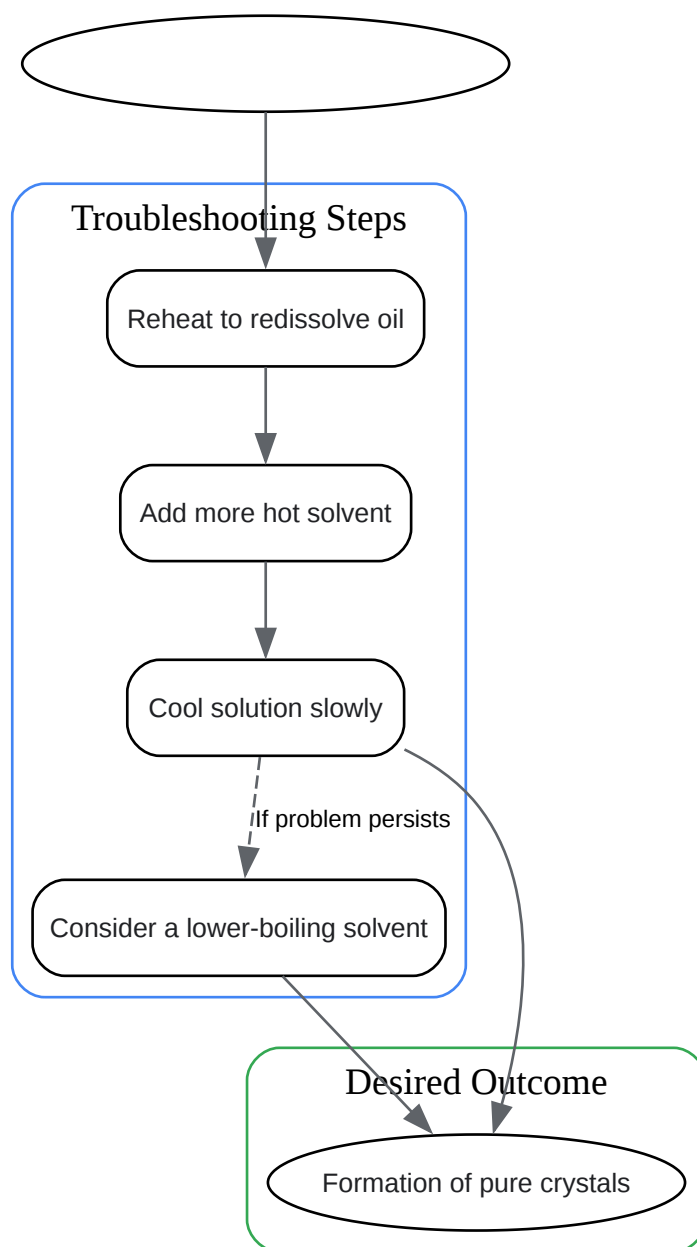 Troubleshooting Steps
Reheat to redissolve oil
Add more hot solvent
Cool solution slowly
If problem persists
Consider a lower-boiling solvent
Desired Outcome
Formation of pure crystals